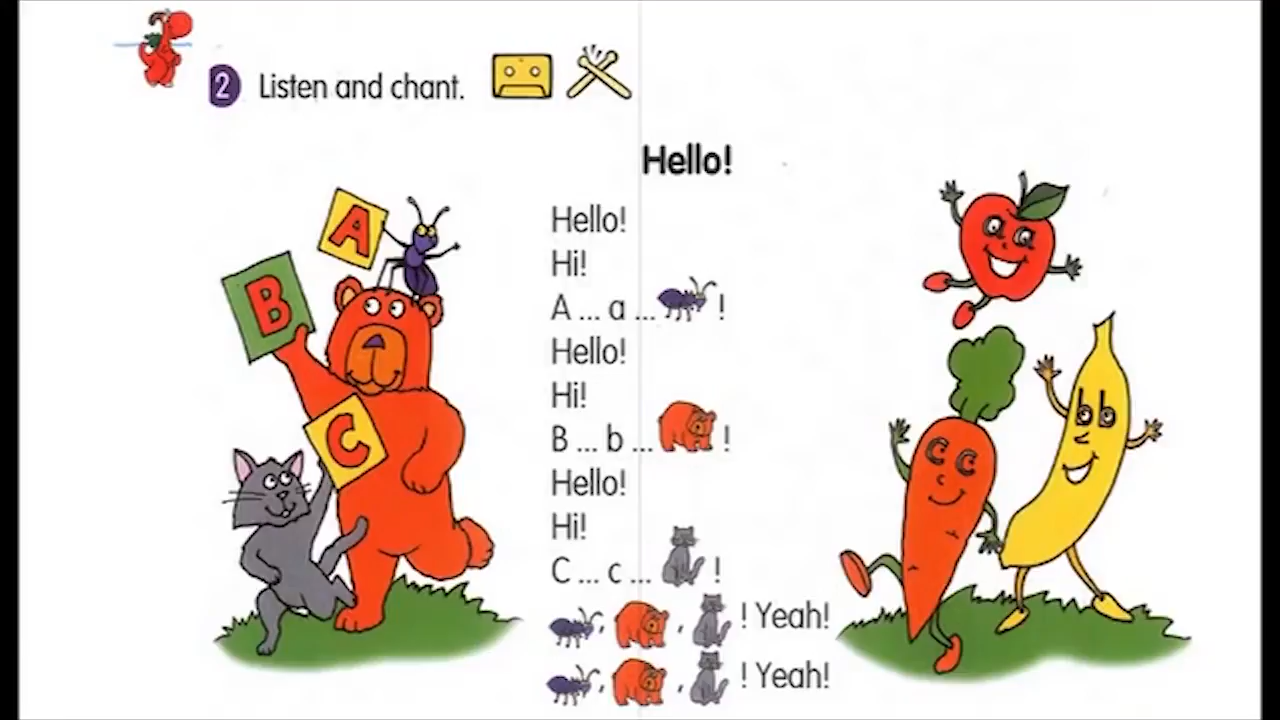 2 Listen and chant.
Hello!
A
B
C
Hello!
Hi!
A ... a ... !
Hello!
Hi!
B ... b ... !
Hello!
Hi!
C ... c ... !
, , ! Yeah!
, , ! Yeah!
a a
b b
c c